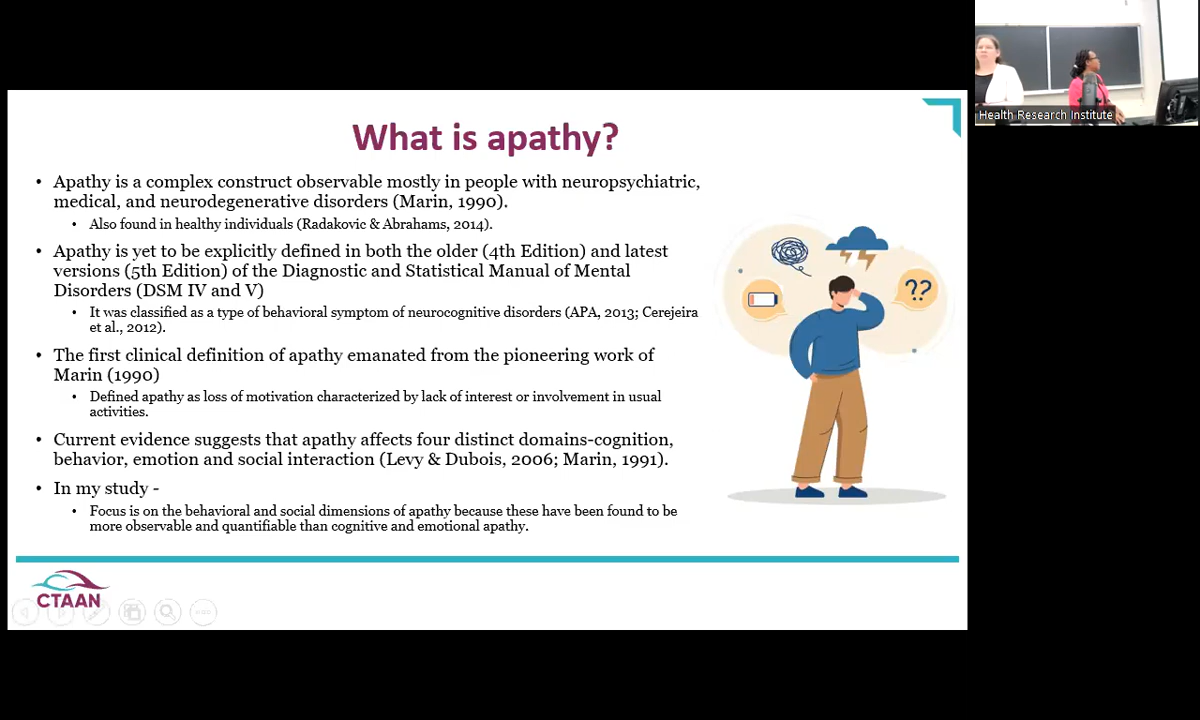 What is apathy?
• Apathy is a complex construct observable mostly in people with neuropsychiatric,
medical, and neurodegenerative disorders (Marin, 1990).
• Also found in healthy individuals (Radakovic & Abrahams, 2014).
• Apathy is yet to be explicitly defined in both the older (4th Edition) and latest
versions (5th Edition) of the Diagnostic and Statistical Manual of Mental
Disorders (DSM IV and V)
• It was classified as a type of behavioral symptom of neurocognitive disorders (APA, 2013; Cerejeira
et al., 2012).
• The first clinical definition of apathy emanated from the pioneering work of
Marin (1990)
• Defined apathy as loss of motivation characterized by lack of interest or involvement in usual
activities.
• Current evidence suggests that apathy affects four distinct domains-cognition,
behavior, emotion and social interaction (Levy & Dubois, 2006; Marin, 1991).
• In my study -
• Focus is on the behavioral and social dimensions of apathy because these have been found to be
more observable and quantifiable than cognitive and emotional apathy.
??
CTAAN
Health Research Institute